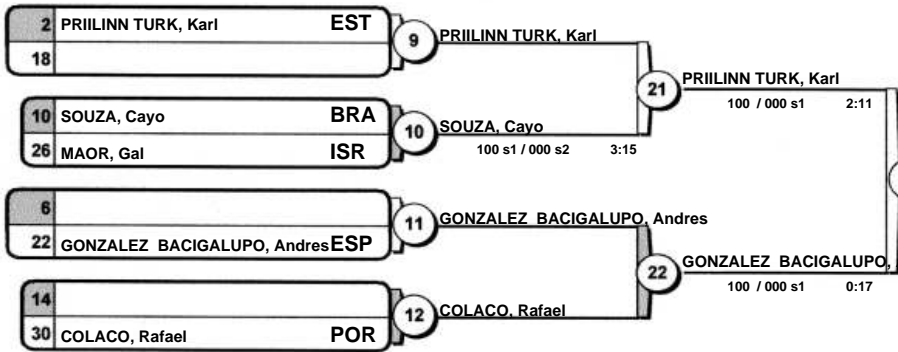 2 PRIILINN TURK, Karl EST
18
9 PRIILINN TURK, Karl
10 SOUZA, Cayo BRA
26 MAOR, Gal ISR
10 SOUZA, Cayo
100 s1 / 000 s2 3:15
21 PRIILINN TURK, Karl
100 / 000 s1 2:11
6
22 GONZALEZ BACIGALUPO, Andres ESP
11 GONZALEZ BACIGALUPO, Andres
14
30 COLACO, Rafael POR
12 COLACO, Rafael
22 GONZALEZ BACIGALUPO,
100 / 000 s1 0:17